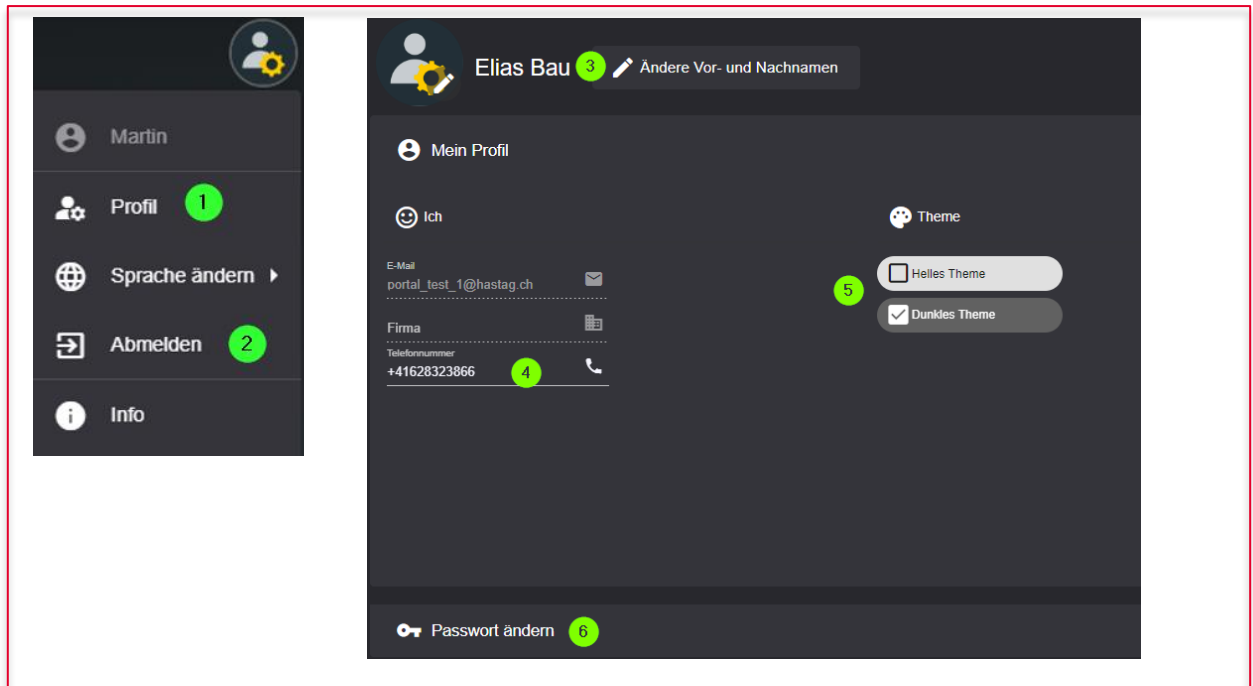 Martin
Profil 1
Sprache ändern
Abmelden 2
Info
Elias Bau 3 Ändere Vor- und Nachnamen
Mein Profil
Ich
Theme
E-Mail
portal_test_1@hastag.ch
Firma
Telefonnummer
+41628323866 4
5
Helles Theme
Dunkles Theme
Passwort ändern 6